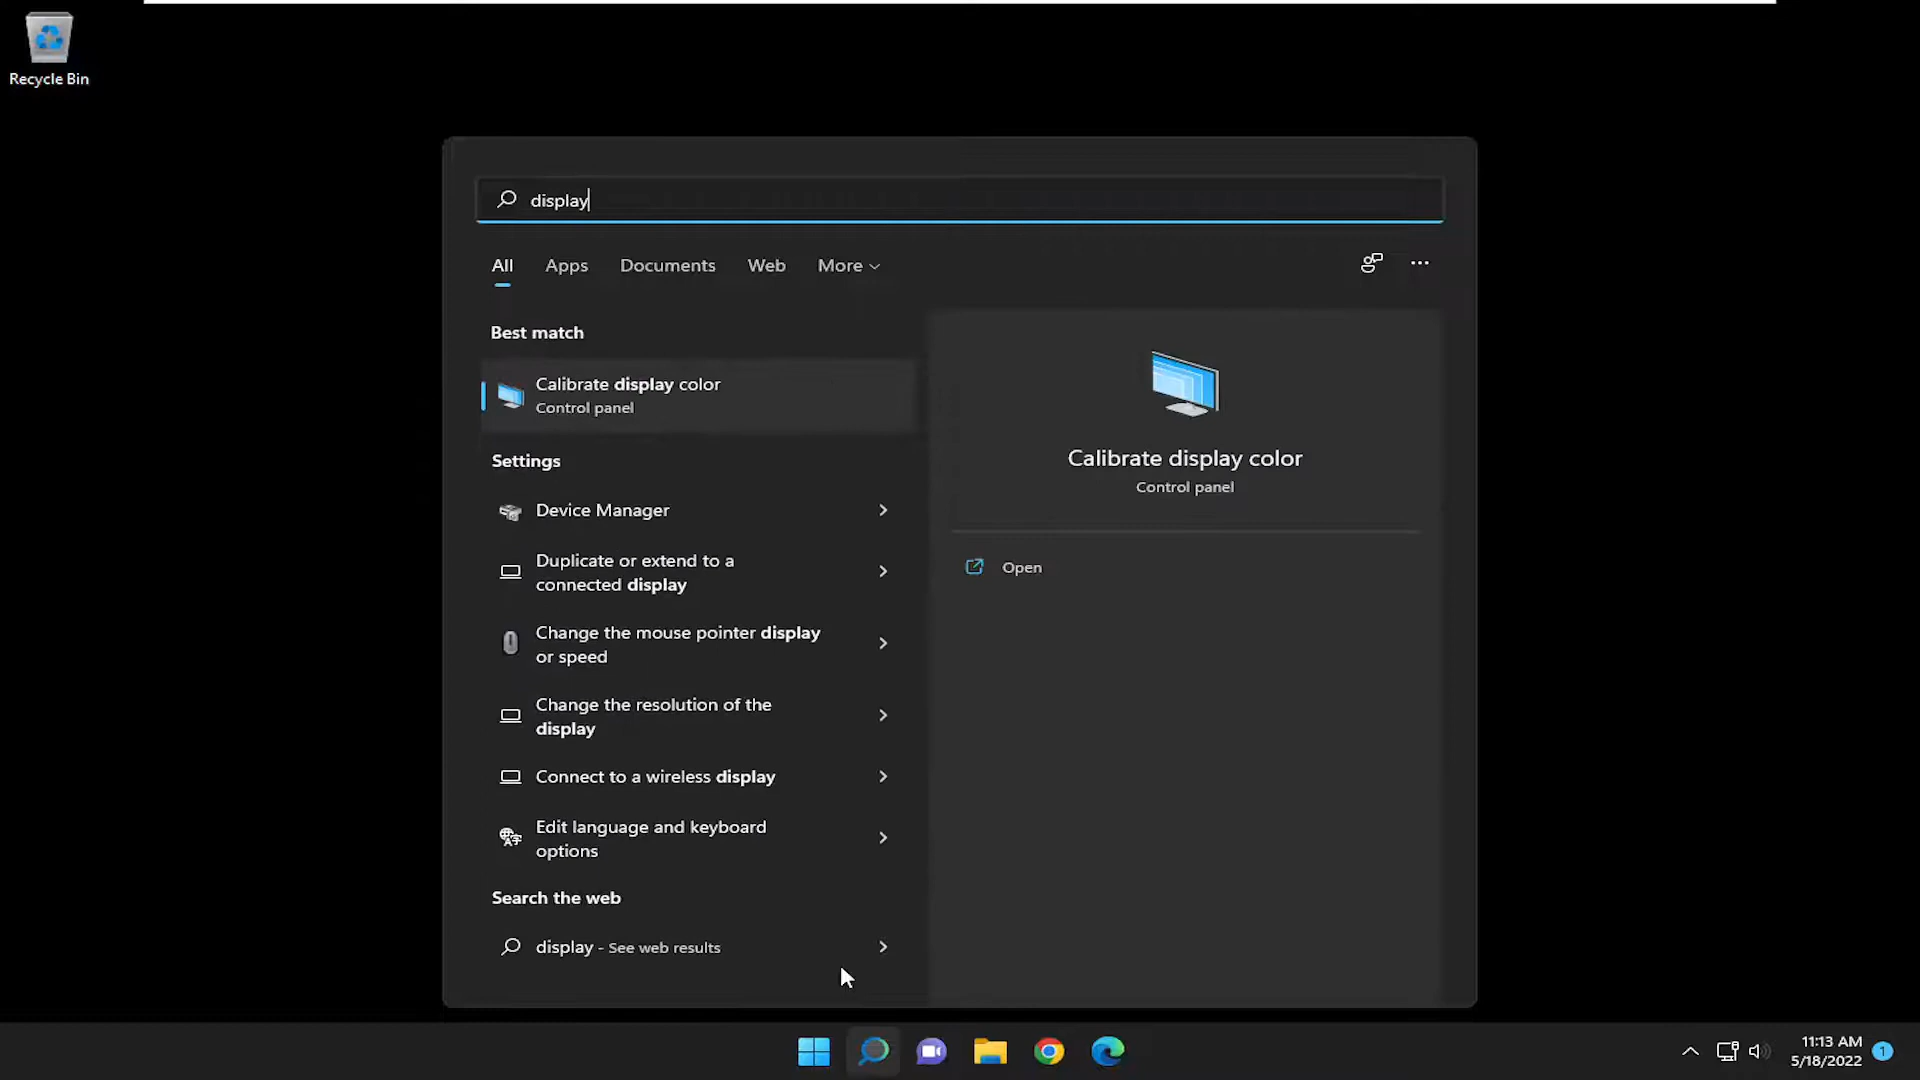 Recycle Bin
display
All Apps Documents Web More
Best match
Calibrate display color
Control panel
Settings
Device Manager
Duplicate or extend to a
connected display
Change the mouse pointer display
or speed
Change the resolution of the
display
Connect to a wireless display
Edit language and keyboard
options
Search the web
display - See web results
Calibrate display color
Control panel
Open
11:13 AM
5/18/2022
1